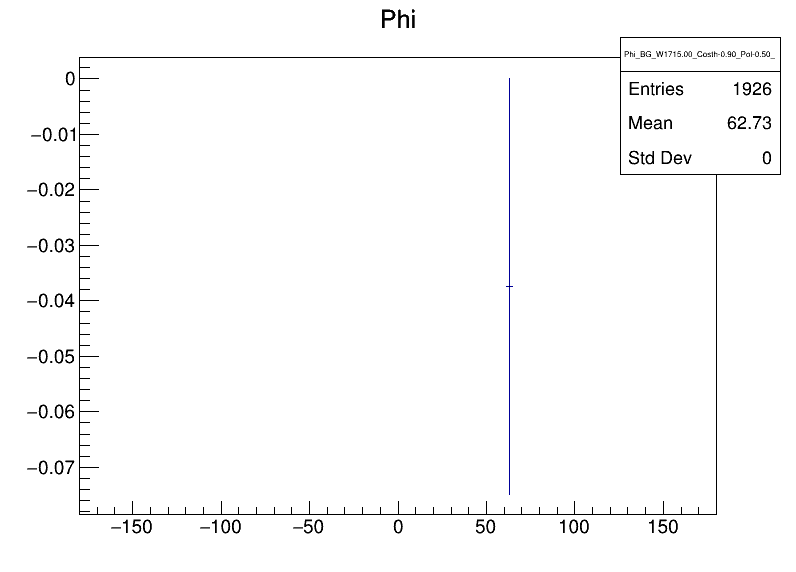 Phi
Phi_BG_W1715.00_Costh-0.90_Pol-0.50_
Entries 1926
Mean 62.73
Std Dev 0
0
−0.01
−0.02
−0.03
−0.04
−0.05
−0.06
−0.07
−150 −100 −50 0 50 100 150